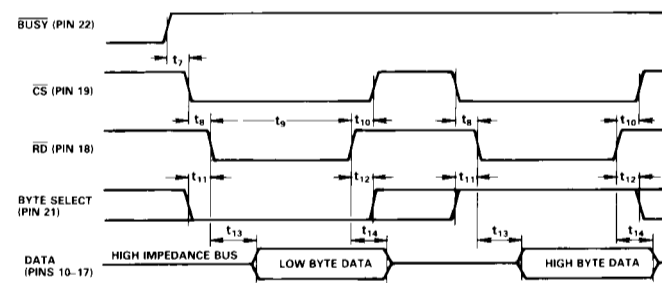 BUSY (PIN 22)
t7
CS (PIN 19)
t8 t9 t10 t8 t10
RD (PIN 18)
t11 t12 t11 t12
BYTE SELECT
(PIN 21)
t13 t14 t13 t14
DATA
(PINS 10–17)
HIGH IMPEDANCE BUS
LOW BYTE DATA
HIGH BYTE DATA